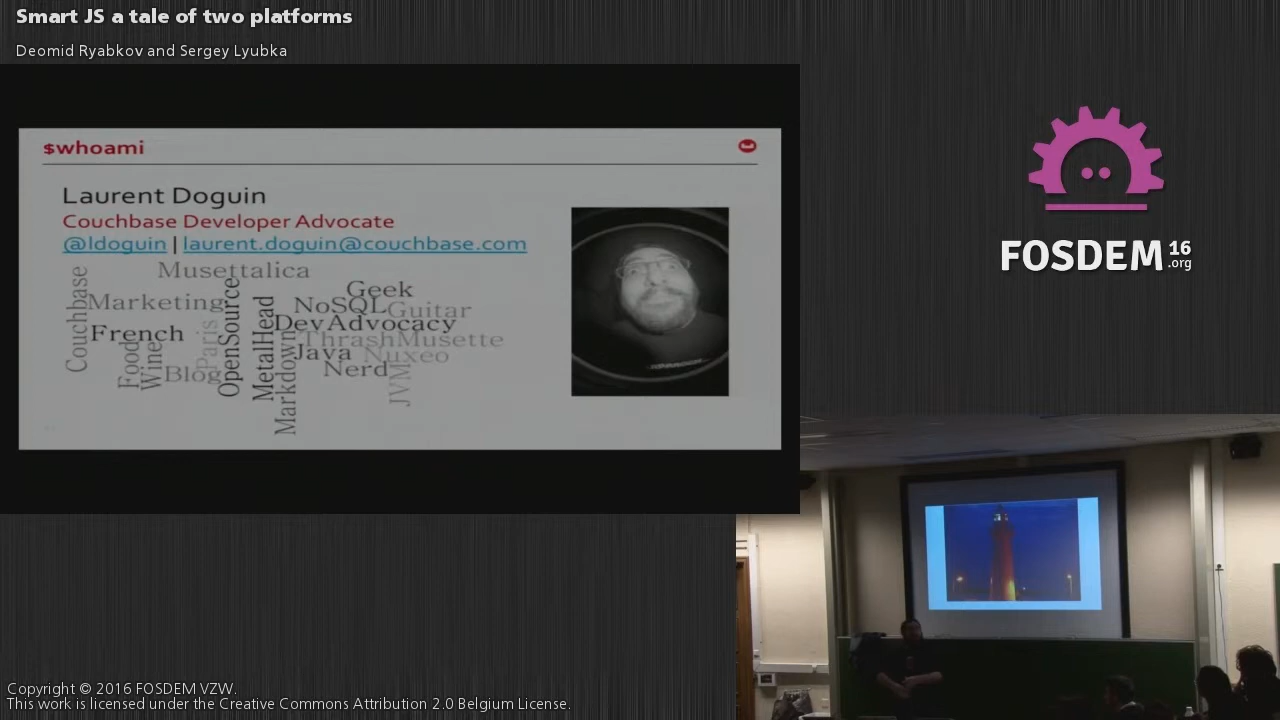 Smart JS a tale of two platforms
Deomid Ryabkov and Sergey Lyubka
$whoami
Laurent Doguin
Couchbase Developer Advocate
@ldoguin | laurent.doguin@couchbase.com
Musettalica
Couchbase
Marketing
Geek
NoSQL
Guitar
OpenSource
French
DevAdvocacy
Paris
MetalHead
ThrashMusette
Food
Wine
Java
Nuxeo
Markdown
Blog
Nerd
JVM
FOSDEM 16
.org
Copyright © 2016 FOSDEM VZW.
This work is licensed under the Creative Commons Attribution 2.0 Belgium License.